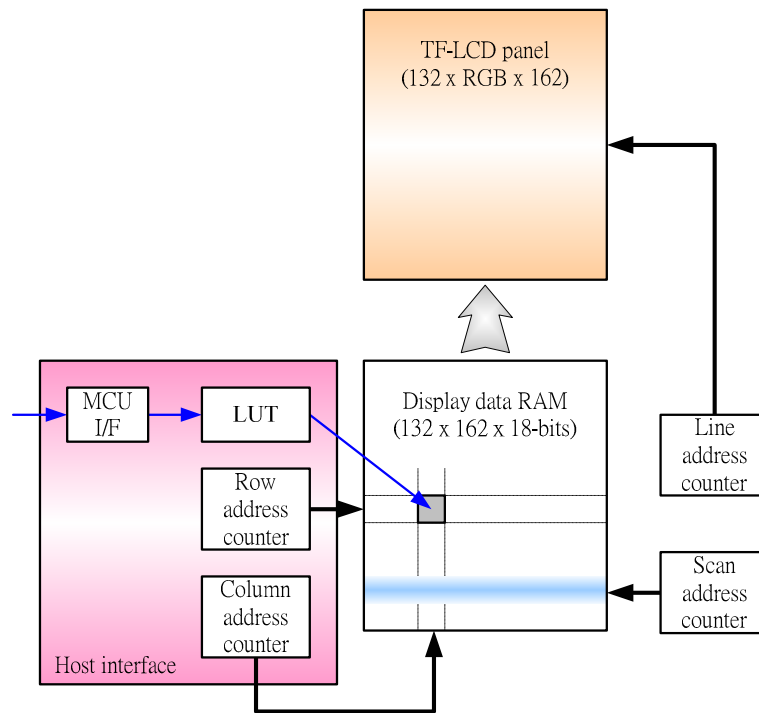 TF-LCD panel
(132 x RGB x 162)
MCU
I/F
LUT
Display data RAM
(132 x 162 x 18-bits)
Line
address
counter
Row
address
counter
Scan
address
counter
Column
address
counter
Host interface